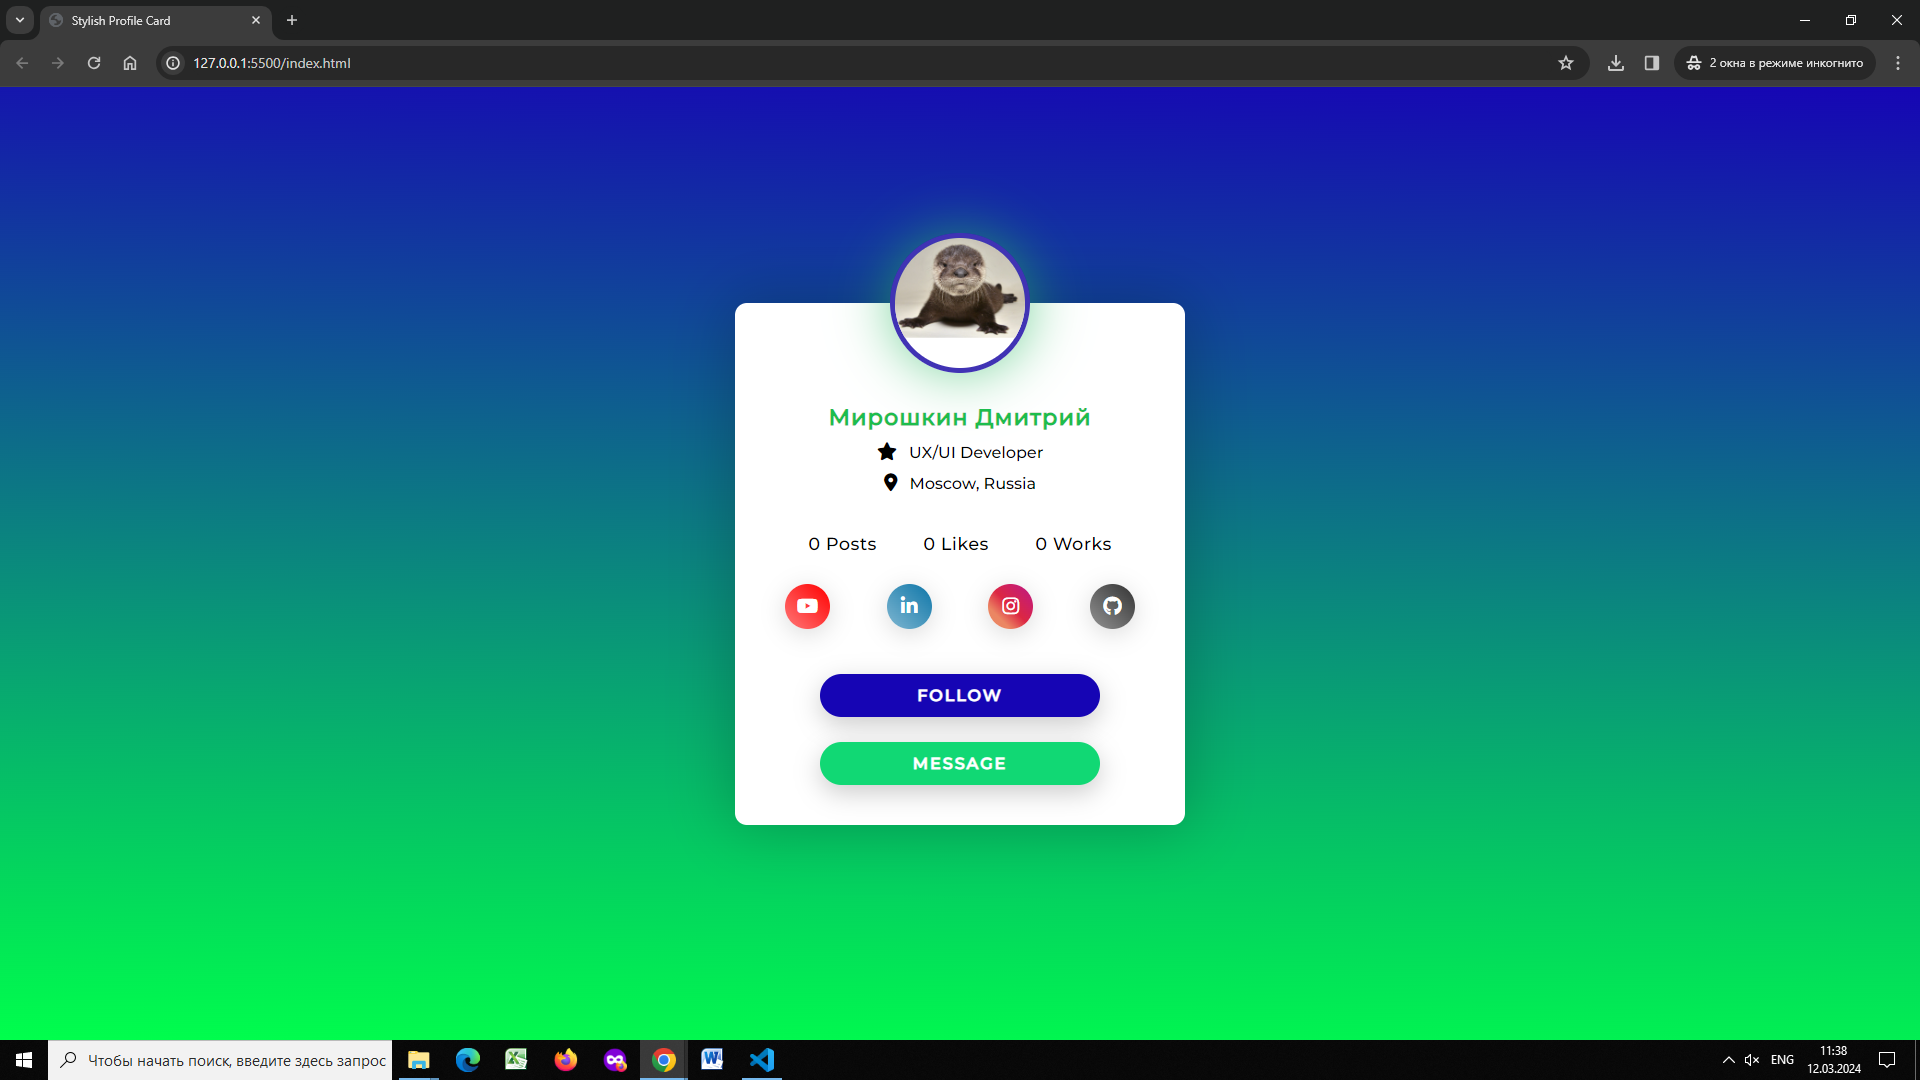 Stylish Profile Card
127.0.0.1:5500/index.html
2 окна в режиме инкогнито
Мирошкин Дмитрий
UX/UI Developer
Moscow, Russia
0 Posts 0 Likes 0 Works
in
FOLLOW
MESSAGE
Чтобы начать поиск, введите здесь запрос
ENG
11:38
12.03.2024